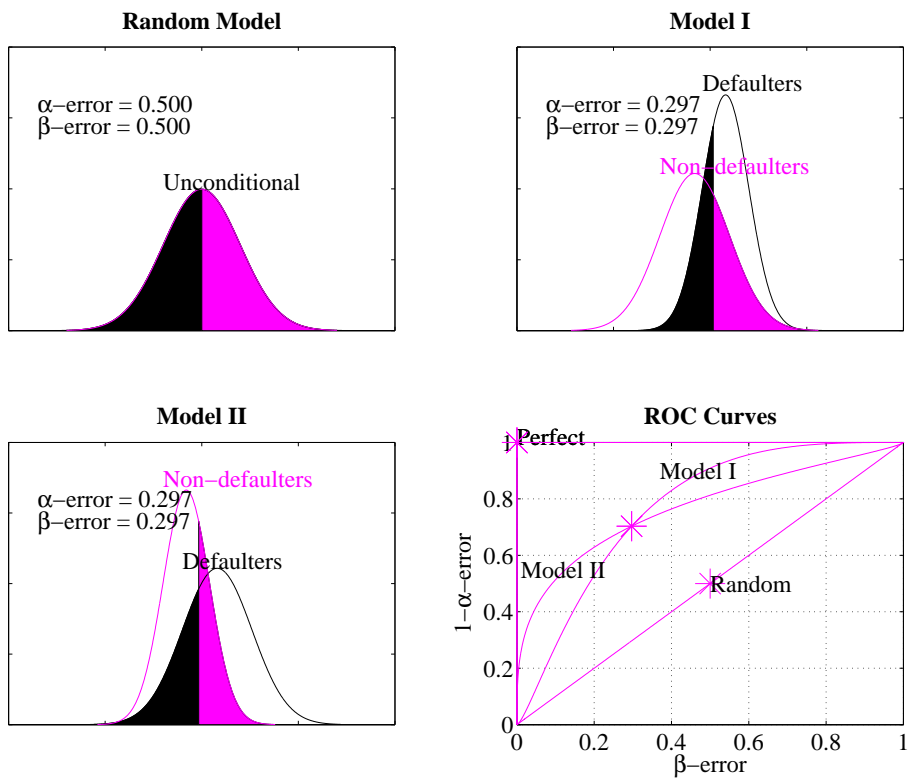 Random Model
α−error = 0.500
β−error = 0.500
Unconditional
Model I
Defaulters
α−error = 0.297
β−error = 0.297
Non−defaulters
Model II
Non−defaulters
α−error = 0.297
β−error = 0.297
Defaulters
ROC Curves
1
Perfect
Model I
0.8
0.6
Model II
Random
0.4
0.2
0
0 0.2 0.4 0.6 0.8 1
1−α−error
β−error